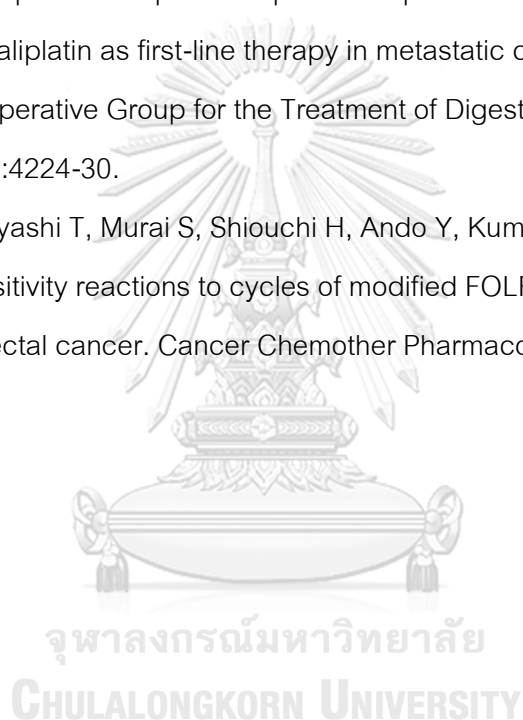 aliplatin as first-line therapy in metastatic
perative Group for the Treatment of Digest
:4224-30.
yashi T, Murai S, Shiouchi H, Ando Y, Kum
sitivity reactions to cycles of modified FOLF
ectal cancer. Cancer Chemother Pharmaco
จุฬาลงกรณ์มหาวิทยาลัย
CHULALONGKORN UNIVERSITY